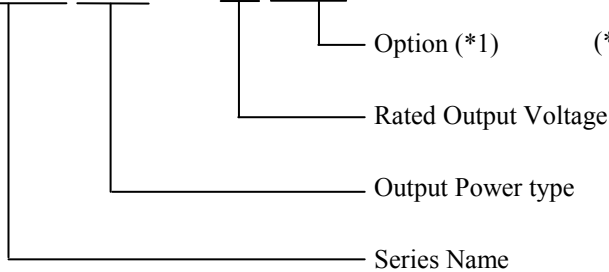 Option (*1) (*
Rated Output Voltage
Output Power type
Series Name